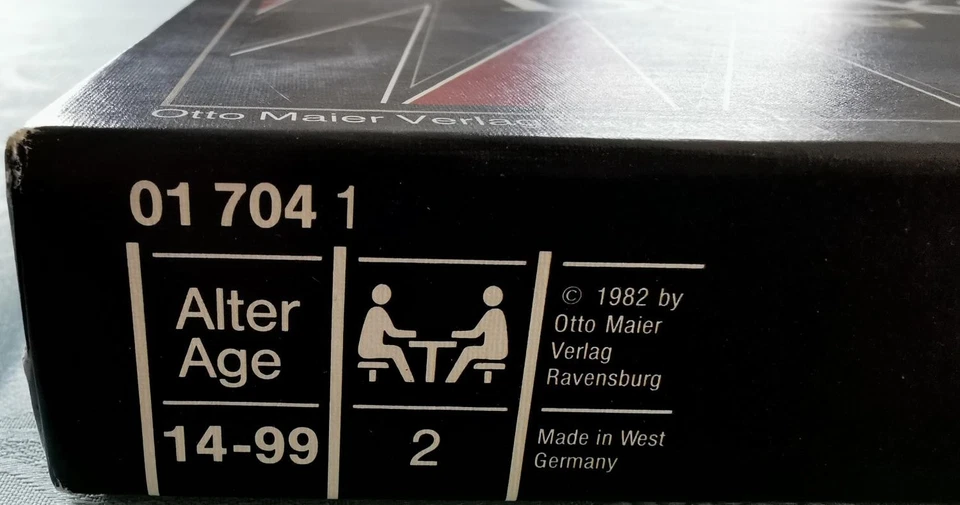 Otto Maier Verlag
01 704 1
Alter
Age
14-99
2
© 1982 by
Otto Maier
Verlag
Ravensburg
Made in West
Germany